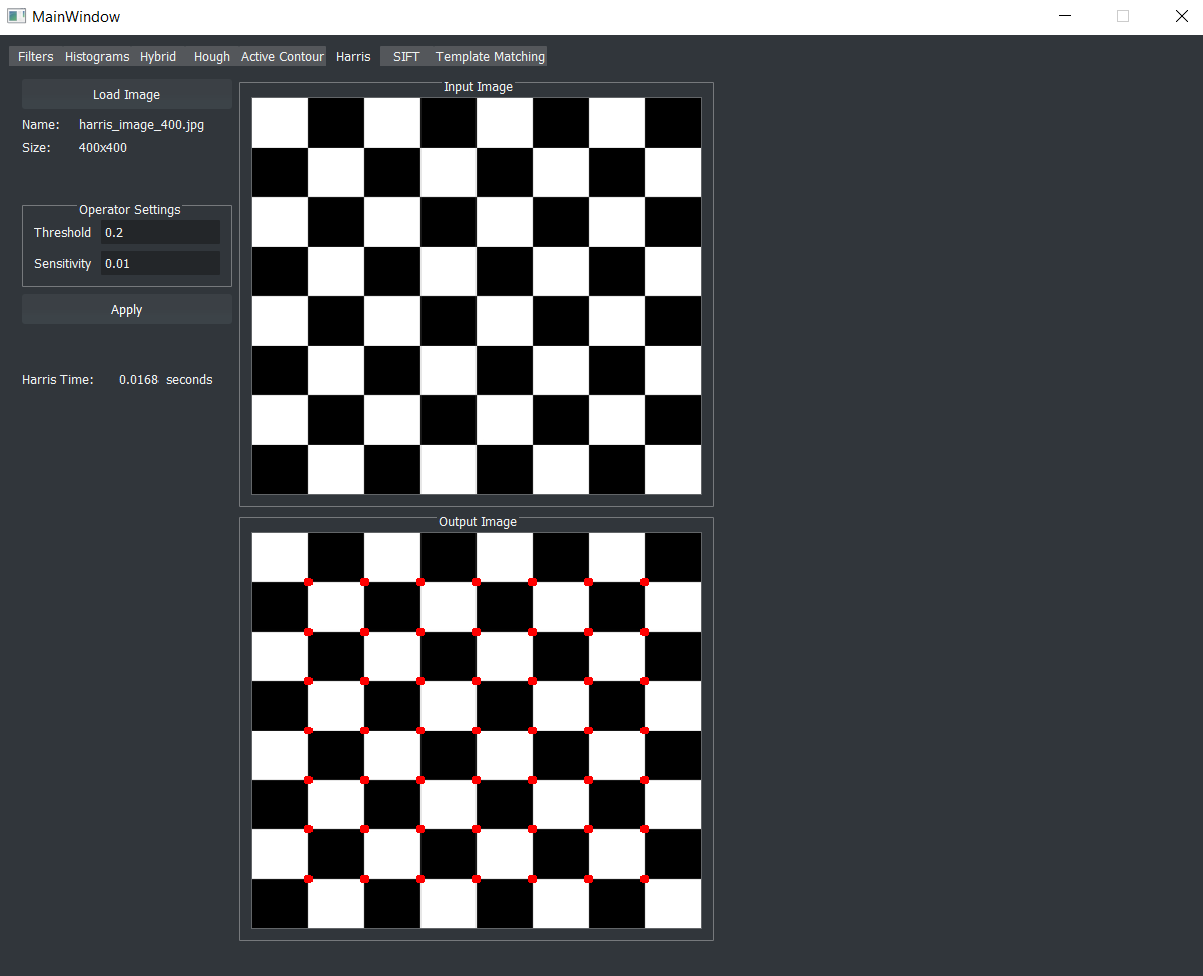 MainWindow
Filters Histograms Hybrid Hough Active Contour Harris SIFT Template Matching
Load Image
Name: harris_image_400.jpg
Size: 400x400
Operator Settings
Threshold 0.2
Sensitivity 0.01
Apply
Harris Time: 0.0168 seconds
Input Image
Output Image